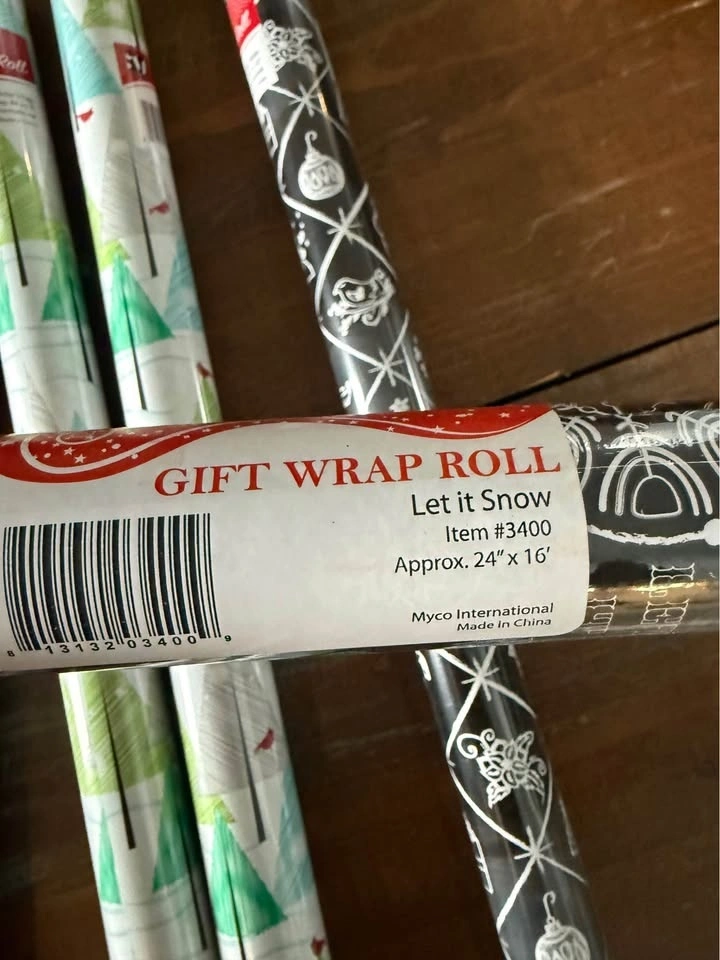 Roll
GIFT WRAP ROLL
Let it Snow
Item #3400
Approx. 24" x 16'
Myco International
Made in China
8 13132 03400 9